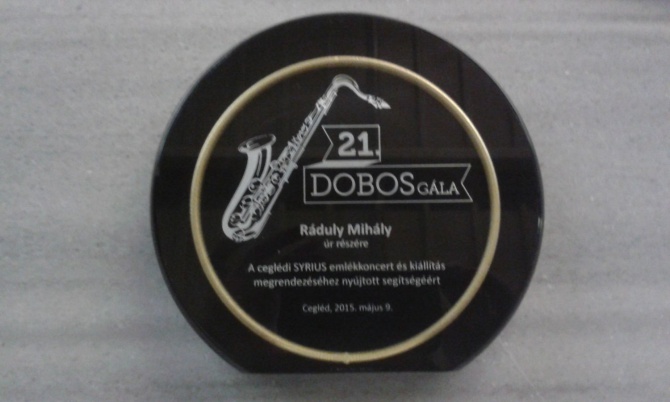 21.
DOBOS GÁLA
Ráduly Mihály
úr részére
A ceglédi SYRIUS emlékkoncert és kiállítás
megrendezéséhez nyújtott segítségéért
Cegléd, 2015. május 9.